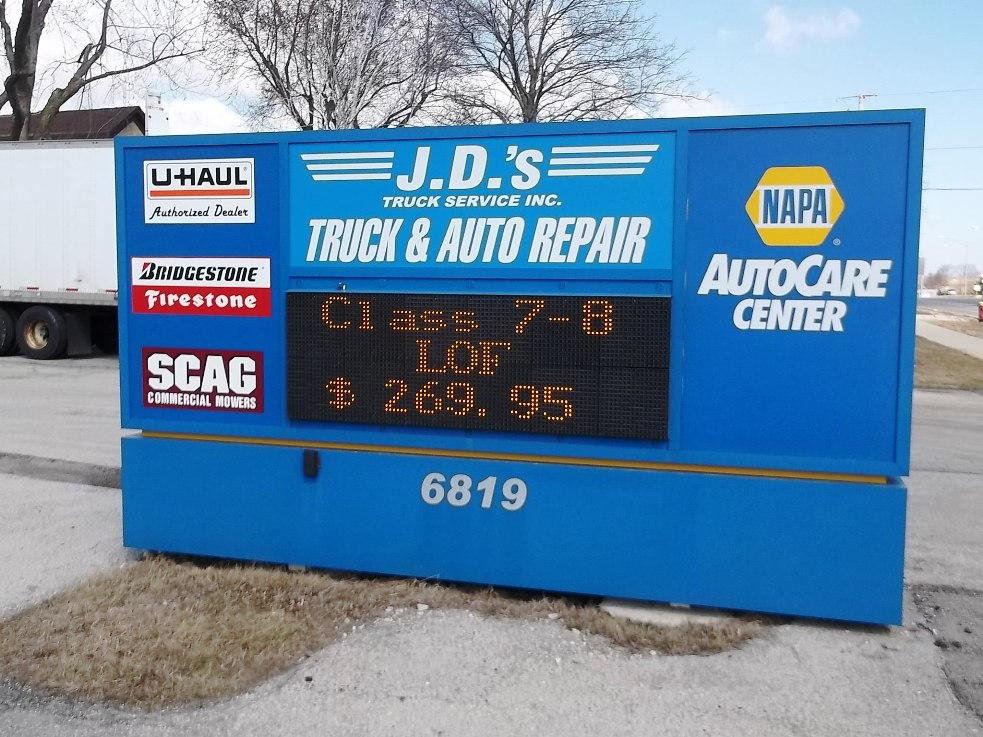 U-HAUL
Authorized Dealer
BRIDGESTONE
Firestone
SCAG
COMMERCIAL MOWERS
J.D.'s
TRUCK SERVICE INC.
TRUCK & AUTO REPAIR
Class 7-8
LOF
$ 269.95
NAPA
®
AUTOCARE
CENTER
6819